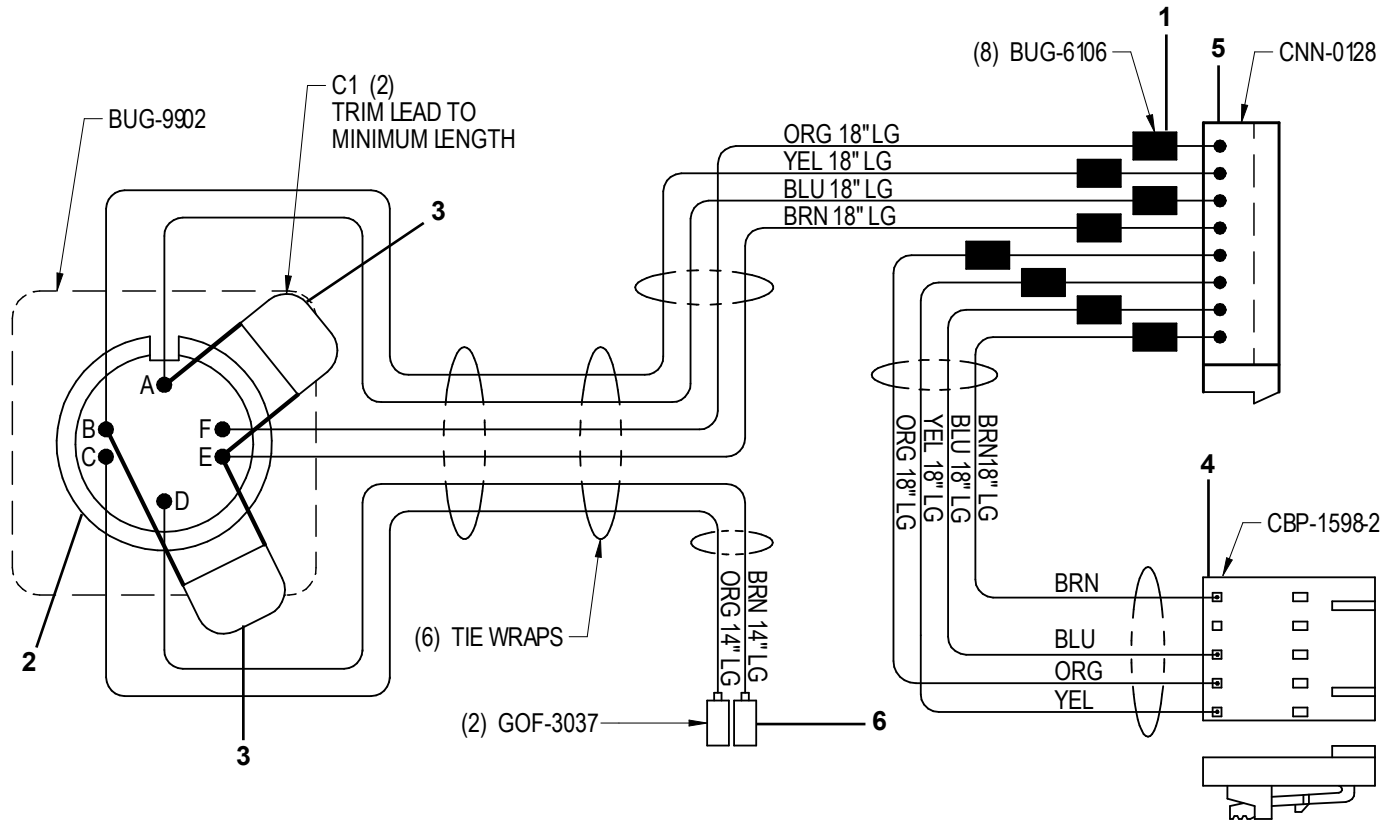 1
(8) BUG-6106
5
CNN-0128
C1 (2)
TRIM LEAD TO
MINIMUM LENGTH
BUG-9902
ORG 18" LG
YEL 18" LG
BLU 18" LG
BRN 18" LG
3
A
B
F
C
E
D
ORG 18" LG
YEL 18" LG
BLU 18" LG
BRN18" LG
4
CBP-1598-2
BRN
BLU
ORG
YEL
ORG 14" LG
BRN 14" LG
(6) TIE WRAPS
2
(2) GOF-3037
6
3